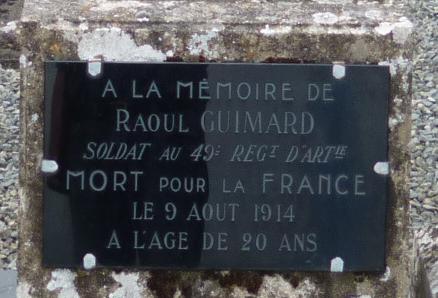 A LA MÉMOIRE DE
RAOUL GUIMARD
SOLDAT AU 49E REGT D'ARTIE
MORT POUR LA FRANCE
LE 9 AOUT 1914
A L'AGE DE 20 ANS